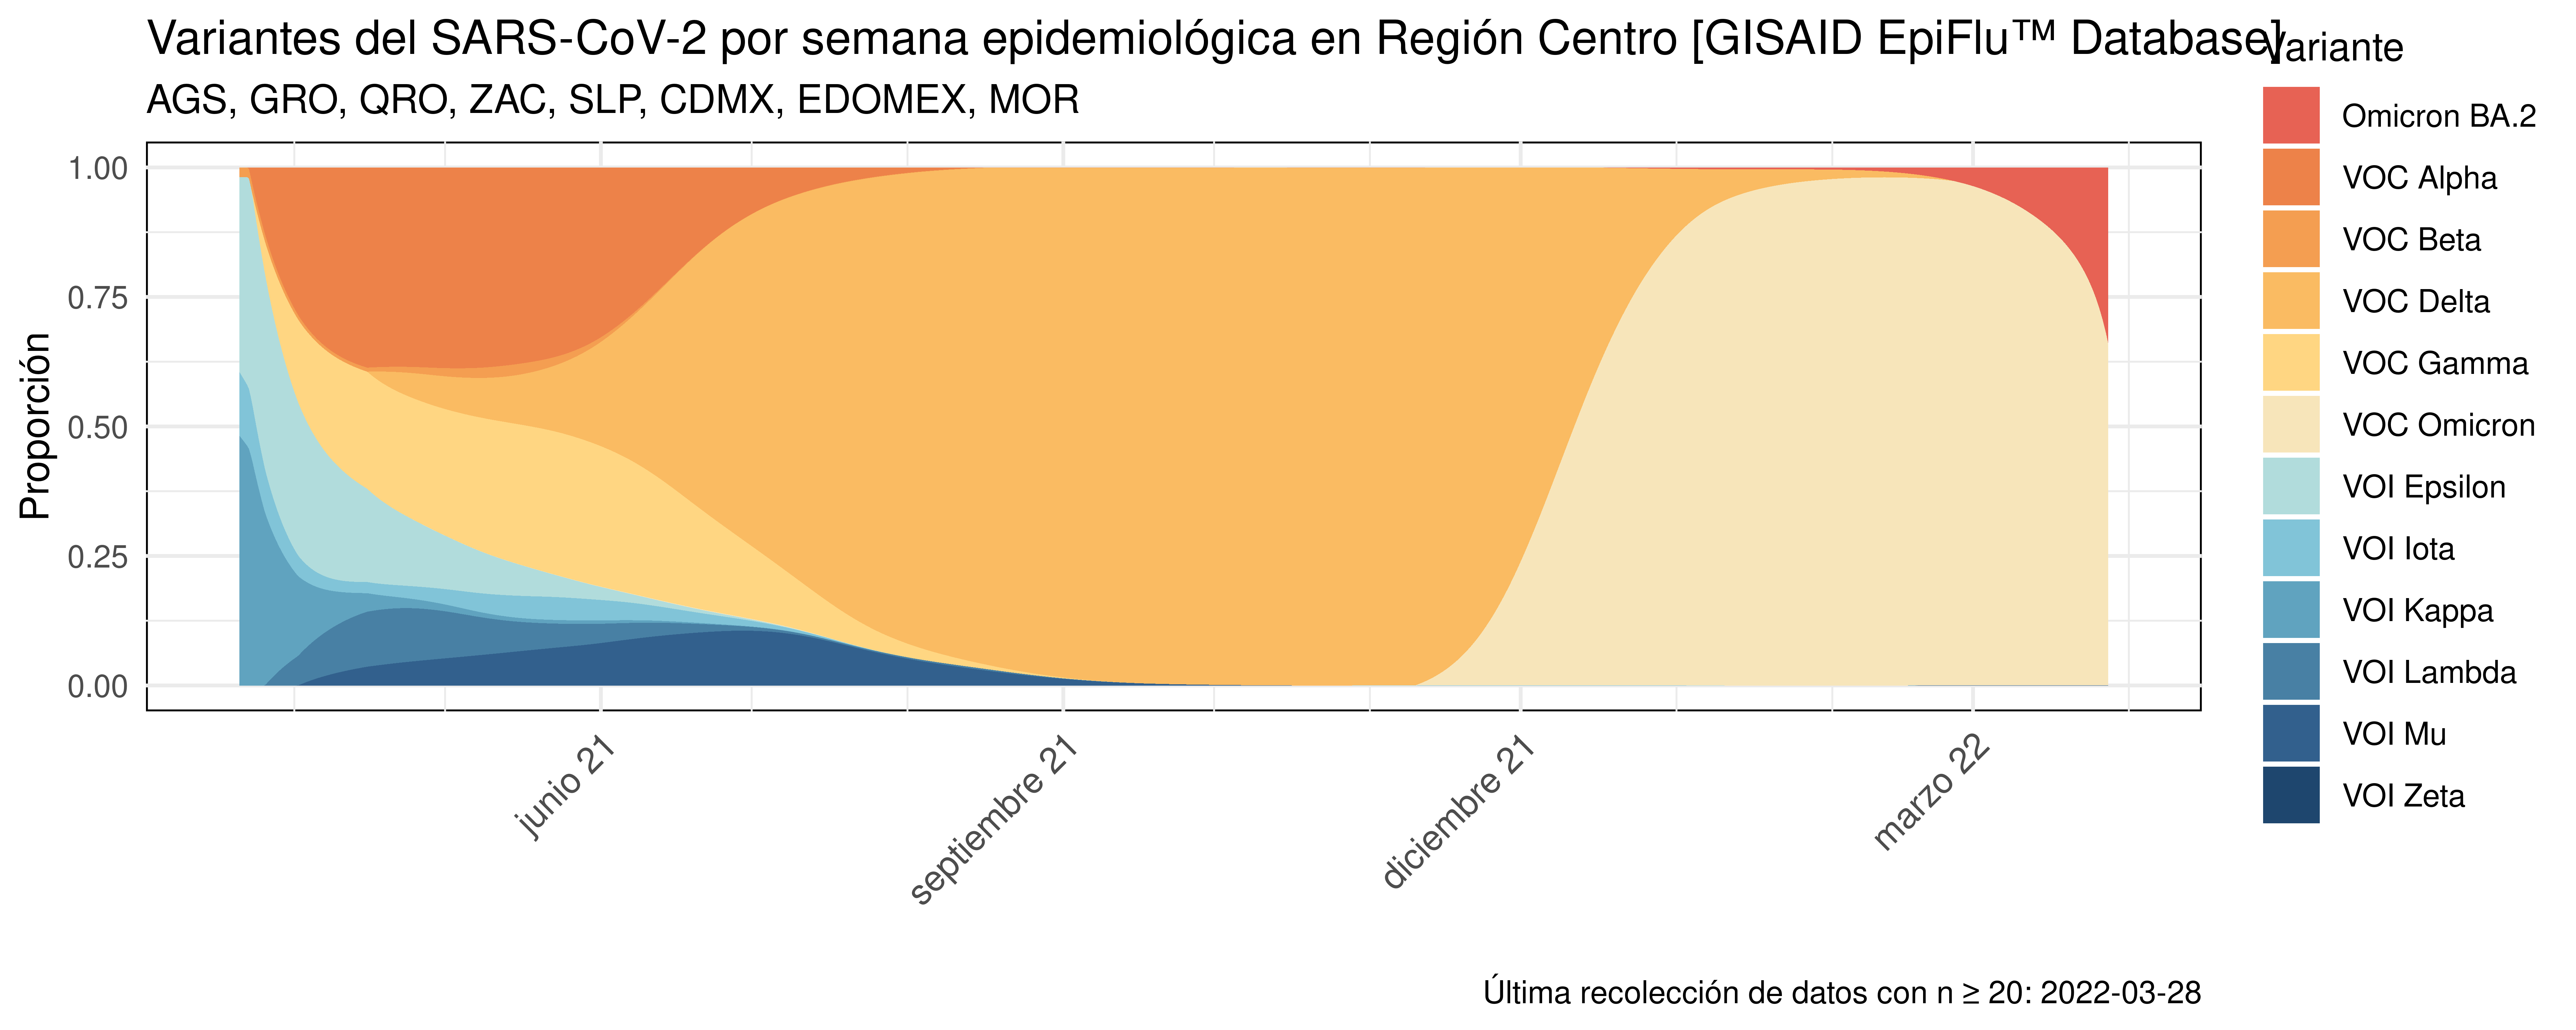 Variantes del SARS-CoV-2 por semana epidemiológica en Región Centro [GISAID EpiFlu™ Database]
AGS, GRO, QRO, ZAC, SLP, CDMX, EDOMEX, MOR
Proporción
1.00
0.75
0.50
0.25
0.00
junio 21
septiembre 21
diciembre 21
marzo 22
Variante
Omicron BA.2
VOC Alpha
VOC Beta
VOC Delta
VOC Gamma
VOC Omicron
VOI Epsilon
VOI Iota
VOI Kappa
VOI Lambda
VOI Mu
VOI Zeta
Última recolección de datos con n ≥ 20: 2022-03-28